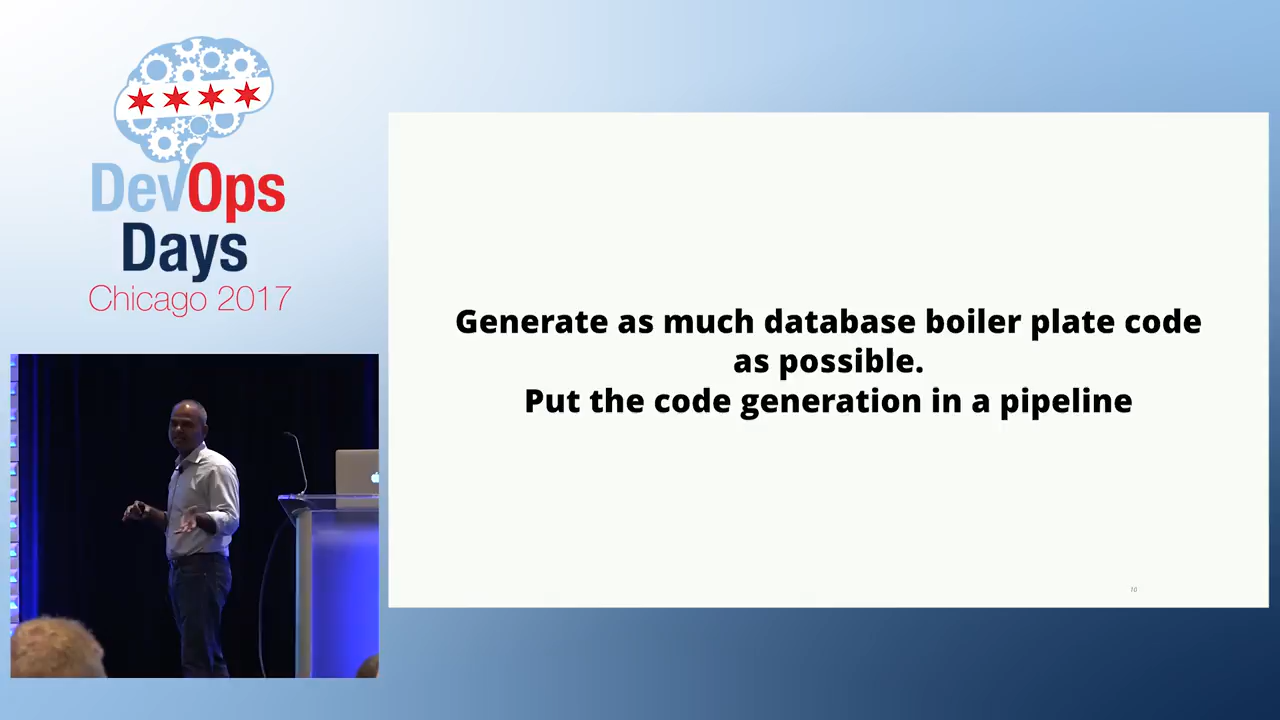 DevOps
Days
Chicago 2017
Generate as much database boiler plate code
as possible.
Put the code generation in a pipeline
10